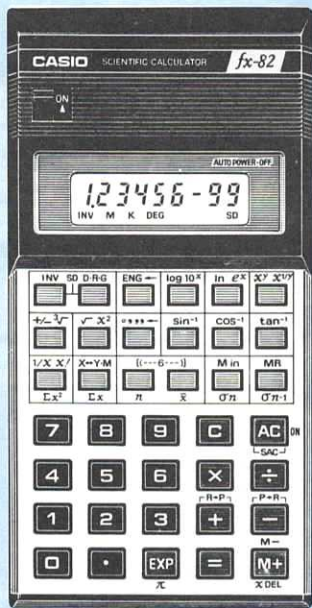 CASIO SCIENTIFIC CALCULATOR fx-82
ON
AUTO POWER-OFF
1.23456-99
INV M K DEG SD
INV SD D·R·G ENG← log 10ˣ ln eˣ xʸ x¹/ʸ
+/- ³√ √ x² °'"← sin⁻¹ cos⁻¹ tan⁻¹
1/X X! X↔Y·M [(---6---)] M in MR
Σx² Σx n x̄ σn σn-1
7 8 9 C AC ON
SAC
4 5 6 × ÷
R→P P→R
1 2 3 + −
M−
0 · EXP = M+
π x DEL